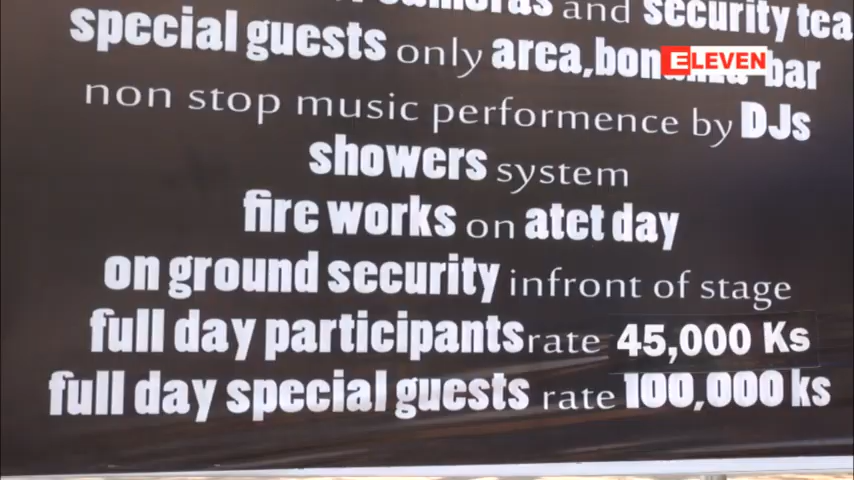 and security
special guests only area, bar
ELEVEN
non stop music performence by DJs
showers system
fire works on atet day
on ground security infront of stage
full day participants rate 45,000 Ks
full day special guests rate 100,000 ks